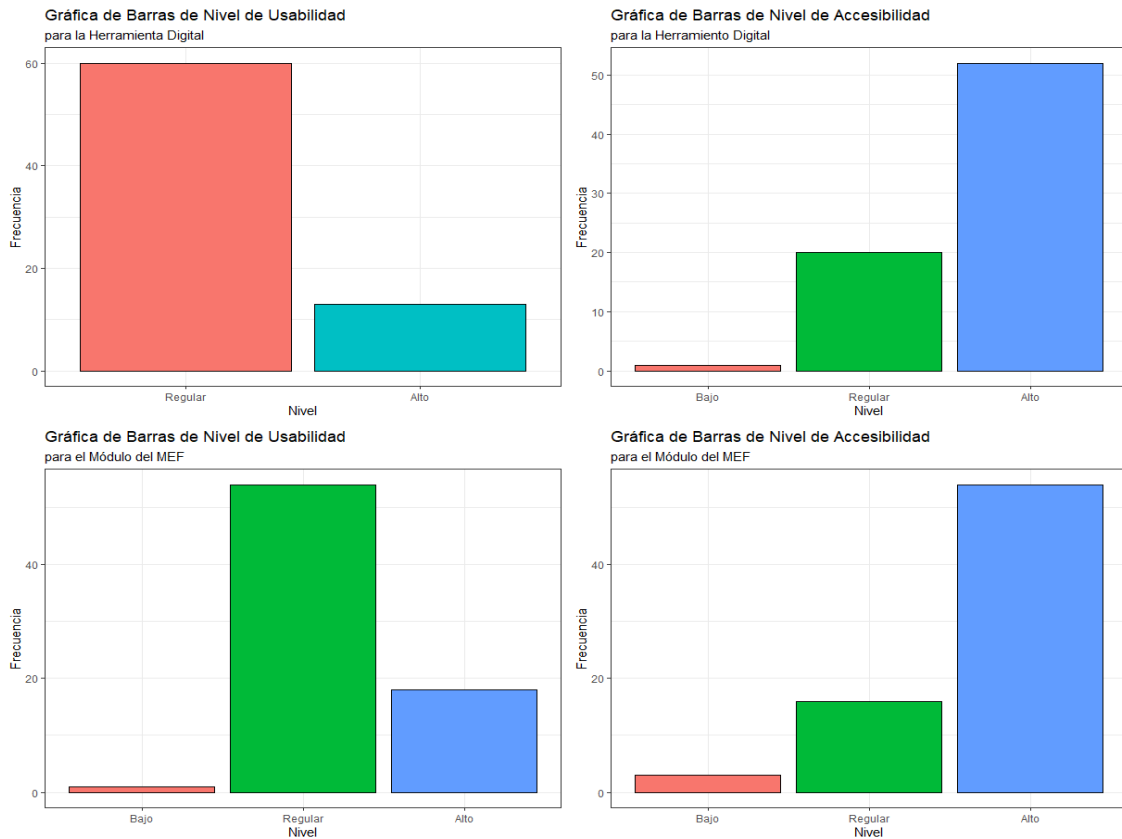 Gráfica de Barras de Nivel de Usabilidad
para la Herramienta Digital
60
40
20
0
Frecuencia
Regular
Alto
Nivel
Gráfica de Barras de Nivel de Accesibilidad
para la Herramiento Digital
50
40
30
20
10
0
Frecuencia
Bajo
Regular
Alto
Nivel
Gráfica de Barras de Nivel de Usabilidad
para el Módulo del MEF
40
20
0
Frecuencia
Bajo
Regular
Alto
Nivel
Gráfica de Barras de Nivel de Accesibilidad
para el Módulo del MEF
40
20
0
Frecuencia
Bajo
Regular
Alto
Nivel